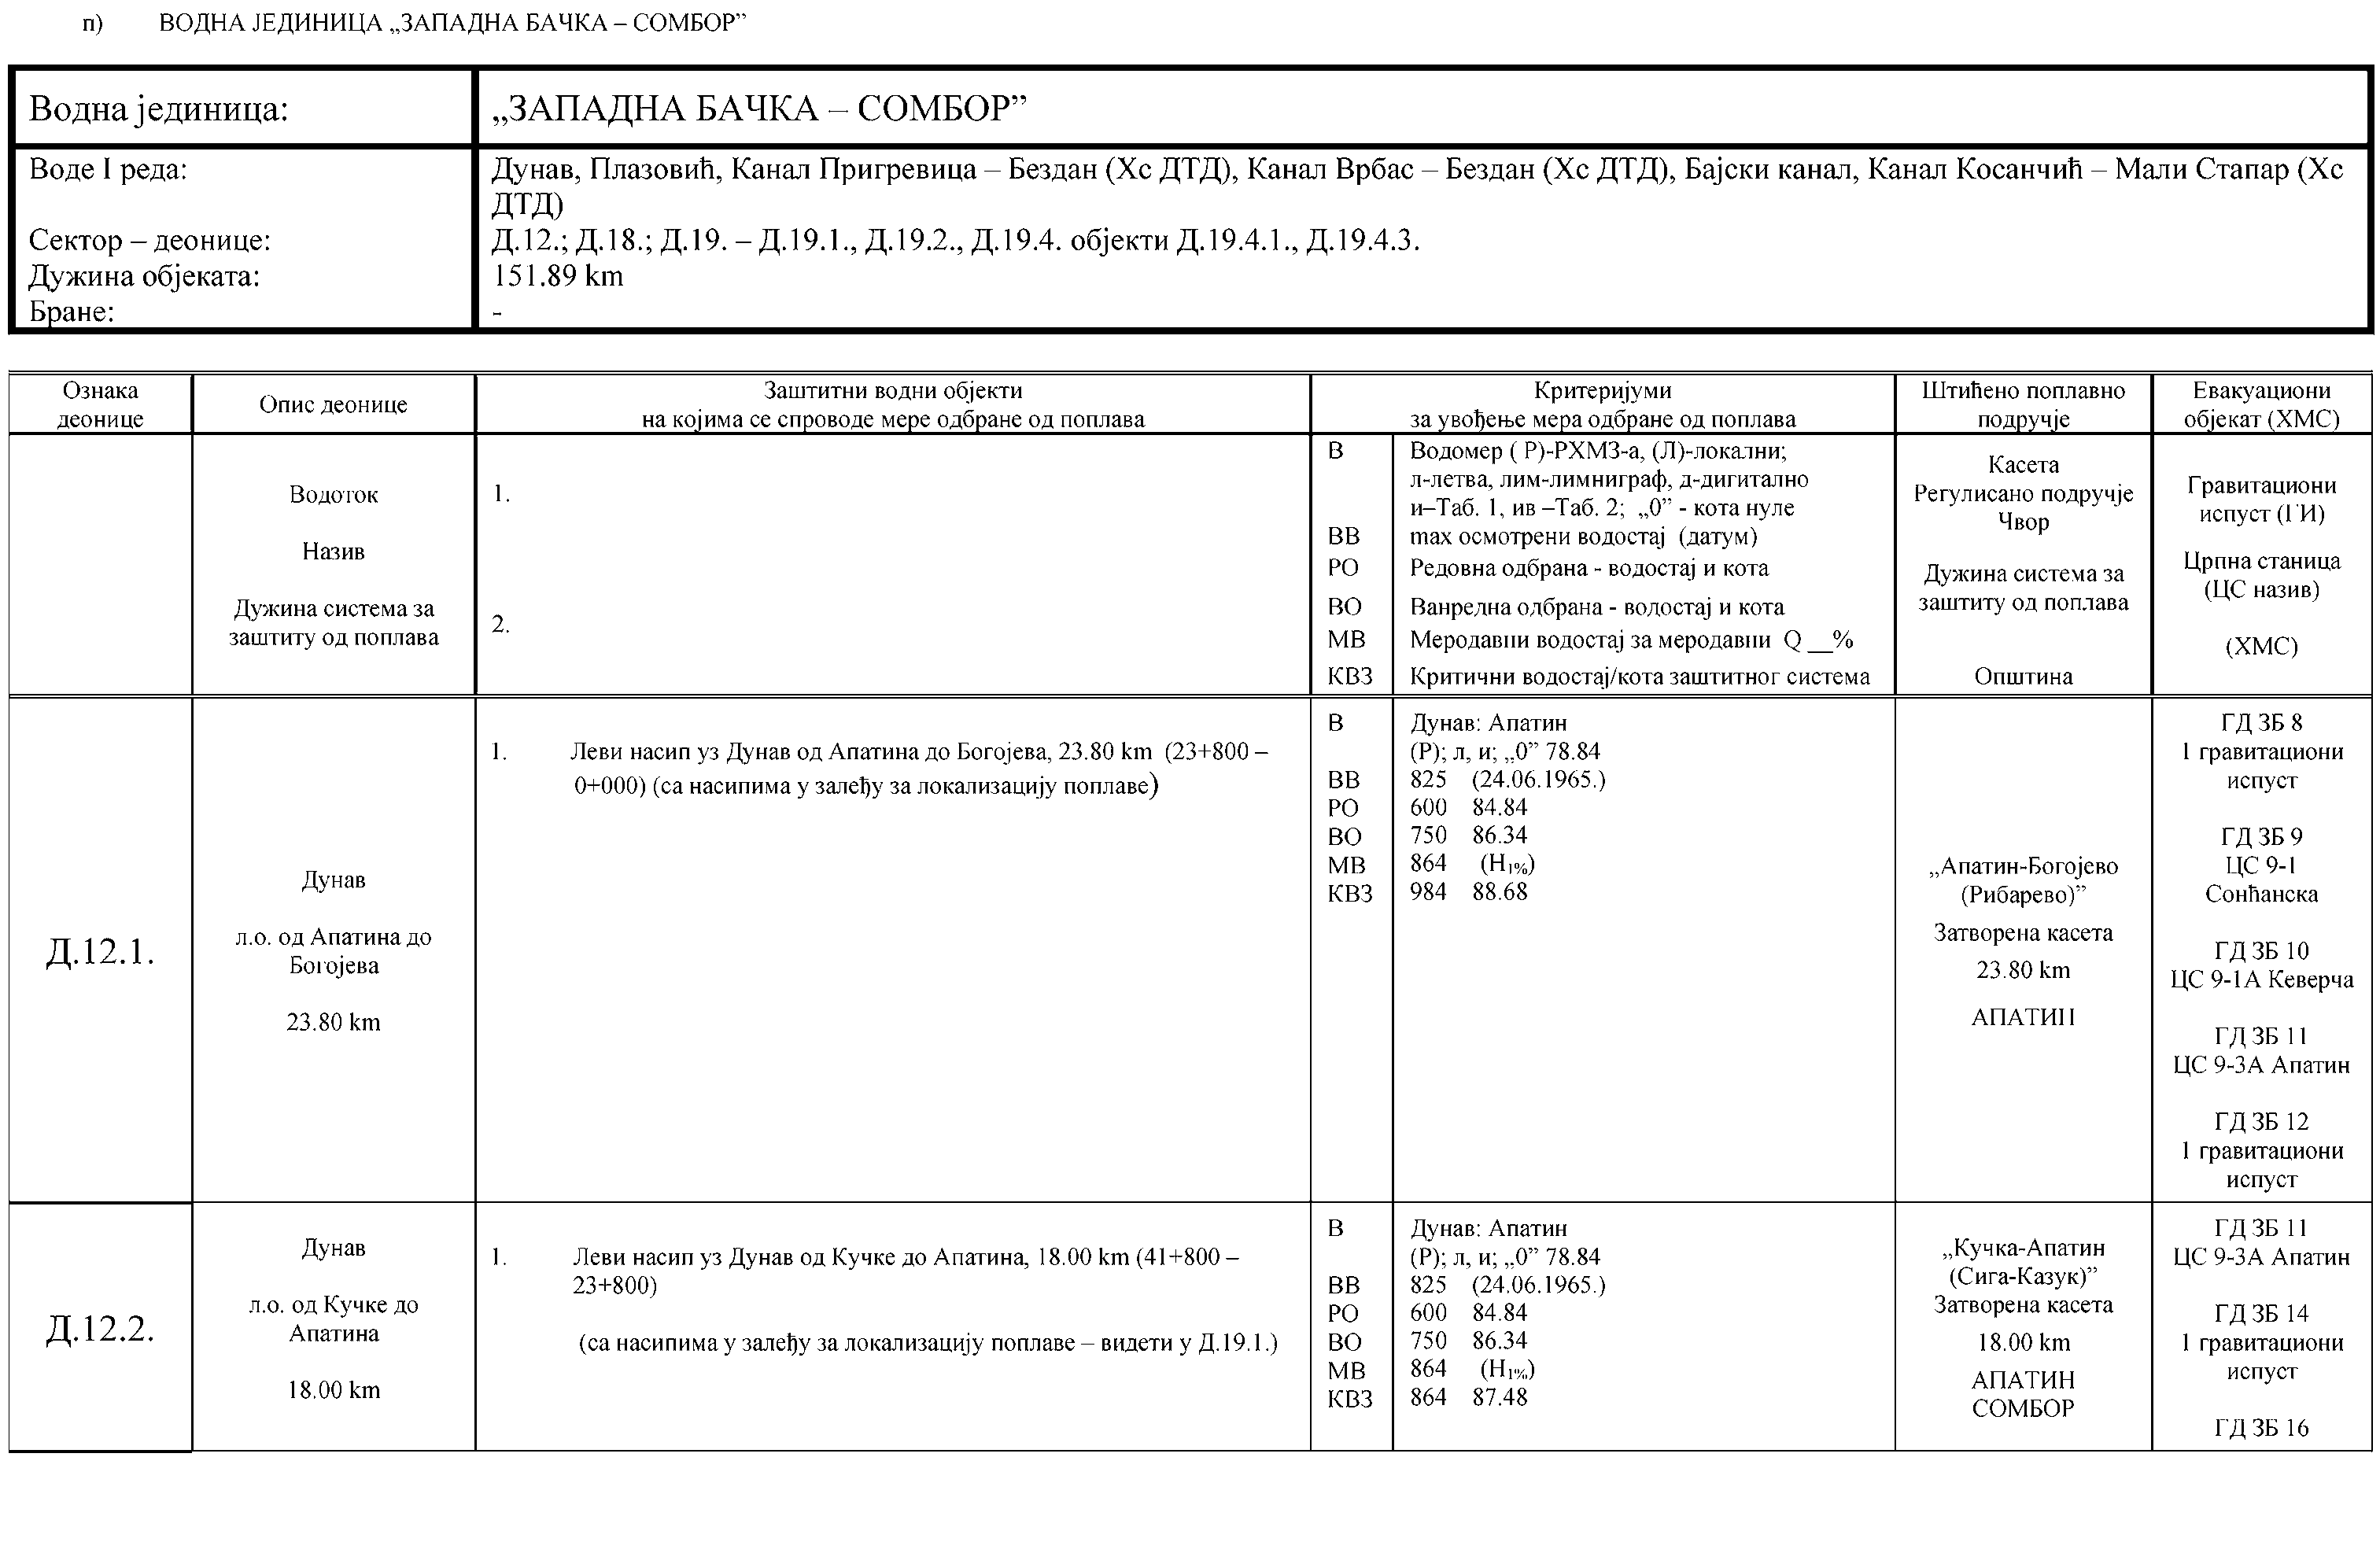 п) ВОДНА ЈЕДИНИЦА „ЗАПАДНА БАЧКА – СОМБОР”
Водна јединица: „ЗАПАДНА БАЧКА – СОМБОР”
Воде I реда: Дунав, Плазовић, Канал Пригревица – Бездан (Хс ДТД), Канал Врбас – Бездан (Хс ДТД), Бајски канал, Канал Косанчић – Мали Стапар (Хс
ДТД)
Сектор – деонице: Д.12.; Д.18.; Д.19. – Д.19.1., Д.19.2., Д.19.4. објекти Д.19.4.1., Д.19.4.3.
Дужина објеката: 151.89 km
Бране: -
Ознака
деонице
Опис деонице
Заштитни водни објекти
на којима се спроводе мере одбране од поплава
Критеријуми
за увођење мера одбране од поплава
Штићено поплавно
подручје
Евакуациони
објекат (ХМС)
Водоток
Назив
Дужина система за
заштиту од поплава
1.
2.
В Водомер ( Р)-РХМЗ-а, (Л)-локални;
л-летва, лим-лимниграф, д-дигитално
и–Таб. 1, ив –Таб. 2; „0” - кота нуле
ВВ max осмотрени водостај (датум)
РО Редовна одбрана - водостај и кота
ВО Ванредна одбрана - водостај и кота
МВ Меродавни водостај за меродавни Q __%
КВЗ Критични водостај/кота заштитног система
Касета
Регулисано подручје
Чвор
Дужина система за
заштиту од поплава
Општина
Гравитациони
испуст (ГИ)
Црпна станица
(ЦС назив)
(ХМС)
Д.12.1.
Дунав
л.о. од Апатина до
Богојева
23.80 km
1. Леви насип уз Дунав од Апатина до Богојева, 23.80 km (23+800 –
0+000) (са насипима у залеђу за локализацију поплаве)
В Дунав: Апатин
(Р); л, и; „0” 78.84
ВВ 825 (24.06.1965.)
РО 600 84.84
ВО 750 86.34
МВ 864 (H1%)
КВЗ 984 88.68
„Апатин-Богојево
(Рибарево)”
Затворена касета
23.80 km
АПАТИН
ГД ЗБ 8
1 гравитациони
испуст
ГД ЗБ 9
ЦС 9-1
Сонћанска
ГД ЗБ 10
ЦС 9-1А Кеверча
ГД ЗБ 11
ЦС 9-3А Апатин
ГД ЗБ 12
1 гравитациони
испуст
Д.12.2.
Дунав
л.о. од Кучке до
Апатина
18.00 km
1. Леви насип уз Дунав од Кучке до Апатина, 18.00 km (41+800 –
23+800)
(са насипима у залеђу за локализацију поплаве – видети у Д.19.1.)
В Дунав: Апатин
(Р); л, и; „0” 78.84
ВВ 825 (24.06.1965.)
РО 600 84.84
ВО 750 86.34
МВ 864 (H1%)
КВЗ 864 87.48
„Кучка-Апатин
(Сига-Казук)”
Затворена касета
18.00 km
АПАТИН
СОМБОР
ГД ЗБ 11
ЦС 9-3А Апатин
ГД ЗБ 14
1 гравитациони
испуст
ГД ЗБ 16